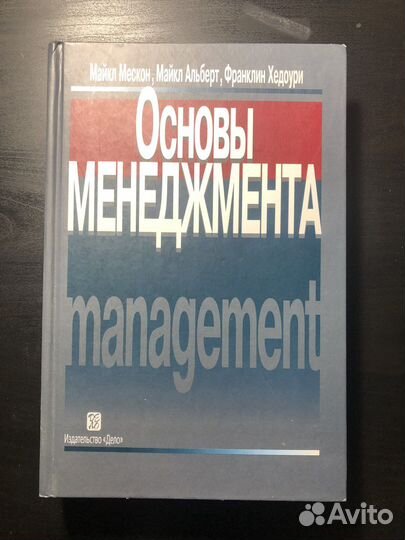 Майкл Мескон, Майкл Альберт, Франклин Хедоури
ОСНОВЫ
МЕНЕДЖМЕНТА
management
Издательство «Дело»
Avito